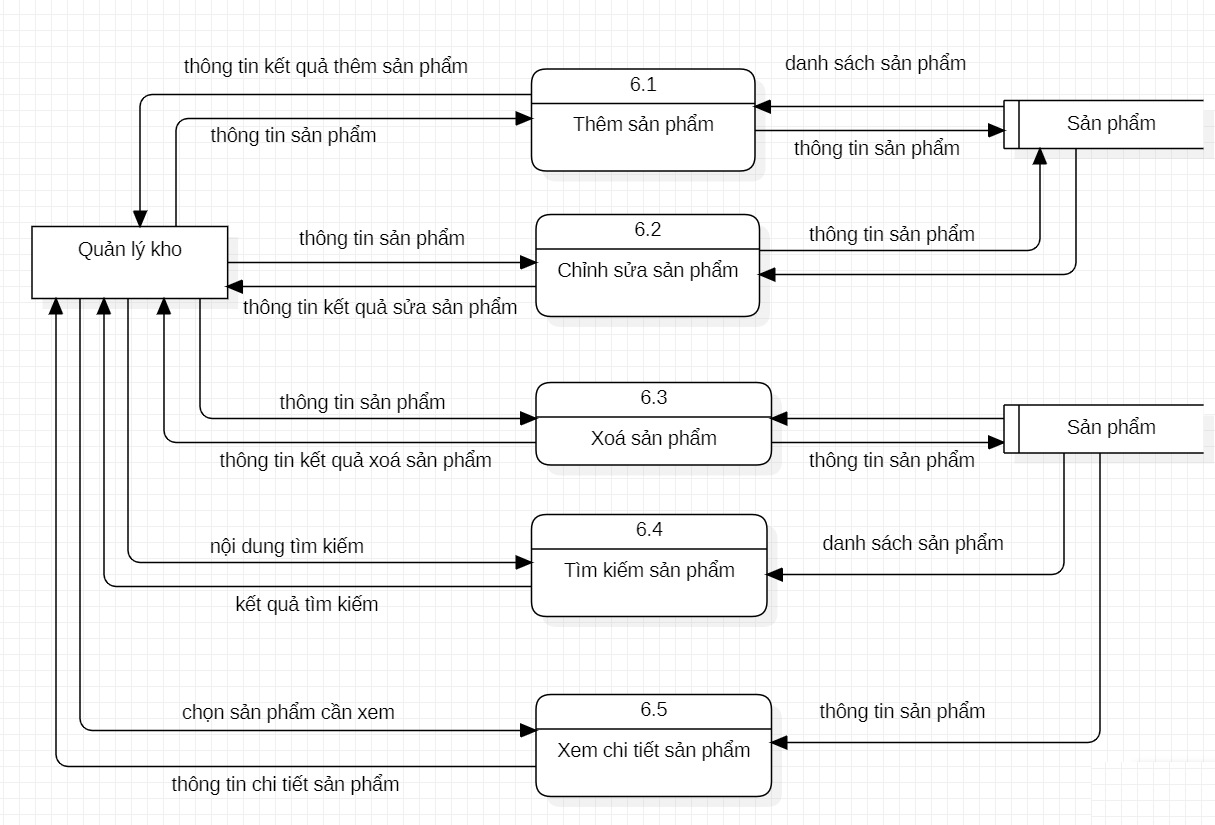 thông tin kết quả thêm sản phẩm
thông tin sản phẩm
6.1
Thêm sản phẩm
danh sách sản phẩm
thông tin sản phẩm
Sản phẩm
Quản lý kho
thông tin sản phẩm
thông tin kết quả sửa sản phẩm
6.2
Chỉnh sửa sản phẩm
thông tin sản phẩm
thông tin sản phẩm
thông tin kết quả xoá sản phẩm
6.3
Xoá sản phẩm
thông tin sản phẩm
Sản phẩm
nội dung tìm kiếm
kết quả tìm kiếm
6.4
Tìm kiếm sản phẩm
danh sách sản phẩm
chọn sản phẩm cần xem
thông tin chi tiết sản phẩm
6.5
Xem chi tiết sản phẩm
thông tin sản phẩm